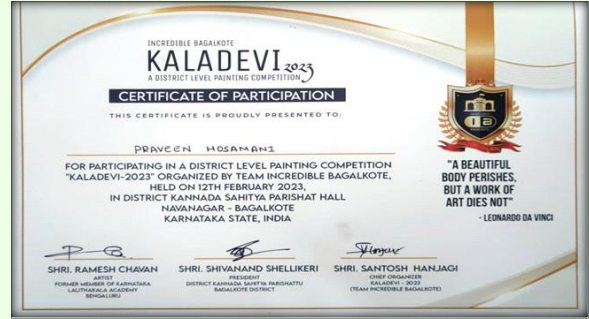 INCREDIBLE BAGALKOTE
KALADEVI 2023
A DISTRICT LEVEL PAINTING COMPETITION
CERTIFICATE OF PARTICIPATION
THIS CERTIFICATE IS PROUDLY PRESENTED TO:
PRAVEEN HOSAMANI
FOR PARTICIPATING IN A DISTRICT LEVEL PAINTING COMPETITION
"KALADEVI-2023" ORGANIZED BY TEAM INCREDIBLE BAGALKOTE,
HELD ON 12TH FEBRUARY 2023,
IN DISTRICT KANNADA SAHITYA PARISHAT HALL
NAVANAGAR - BAGALKOTE
KARNATAKA STATE, INDIA
SHRI. RAMESH CHAVAN
ARTIST
FORMER MEMBER OF KARNATAKA
LALITHAKALA ACADEMY
BENGALURU
SHRI. SHIVANAND SHELLIKERI
PRESIDENT
DISTRICT KANNADA SAHITYA PARISHATTU
BAGALKOTE DISTRICT
SHRI. SANTOSH HANJAGI
CHIEF ORGANIZER
KALADEVI - 2023
(TEAM INCREDIBLE BAGALKOTE)
IB
"A BEAUTIFUL
BODY PERISHES,
BUT A WORK OF
ART DIES NOT"
- LEONARDO DA VINCI